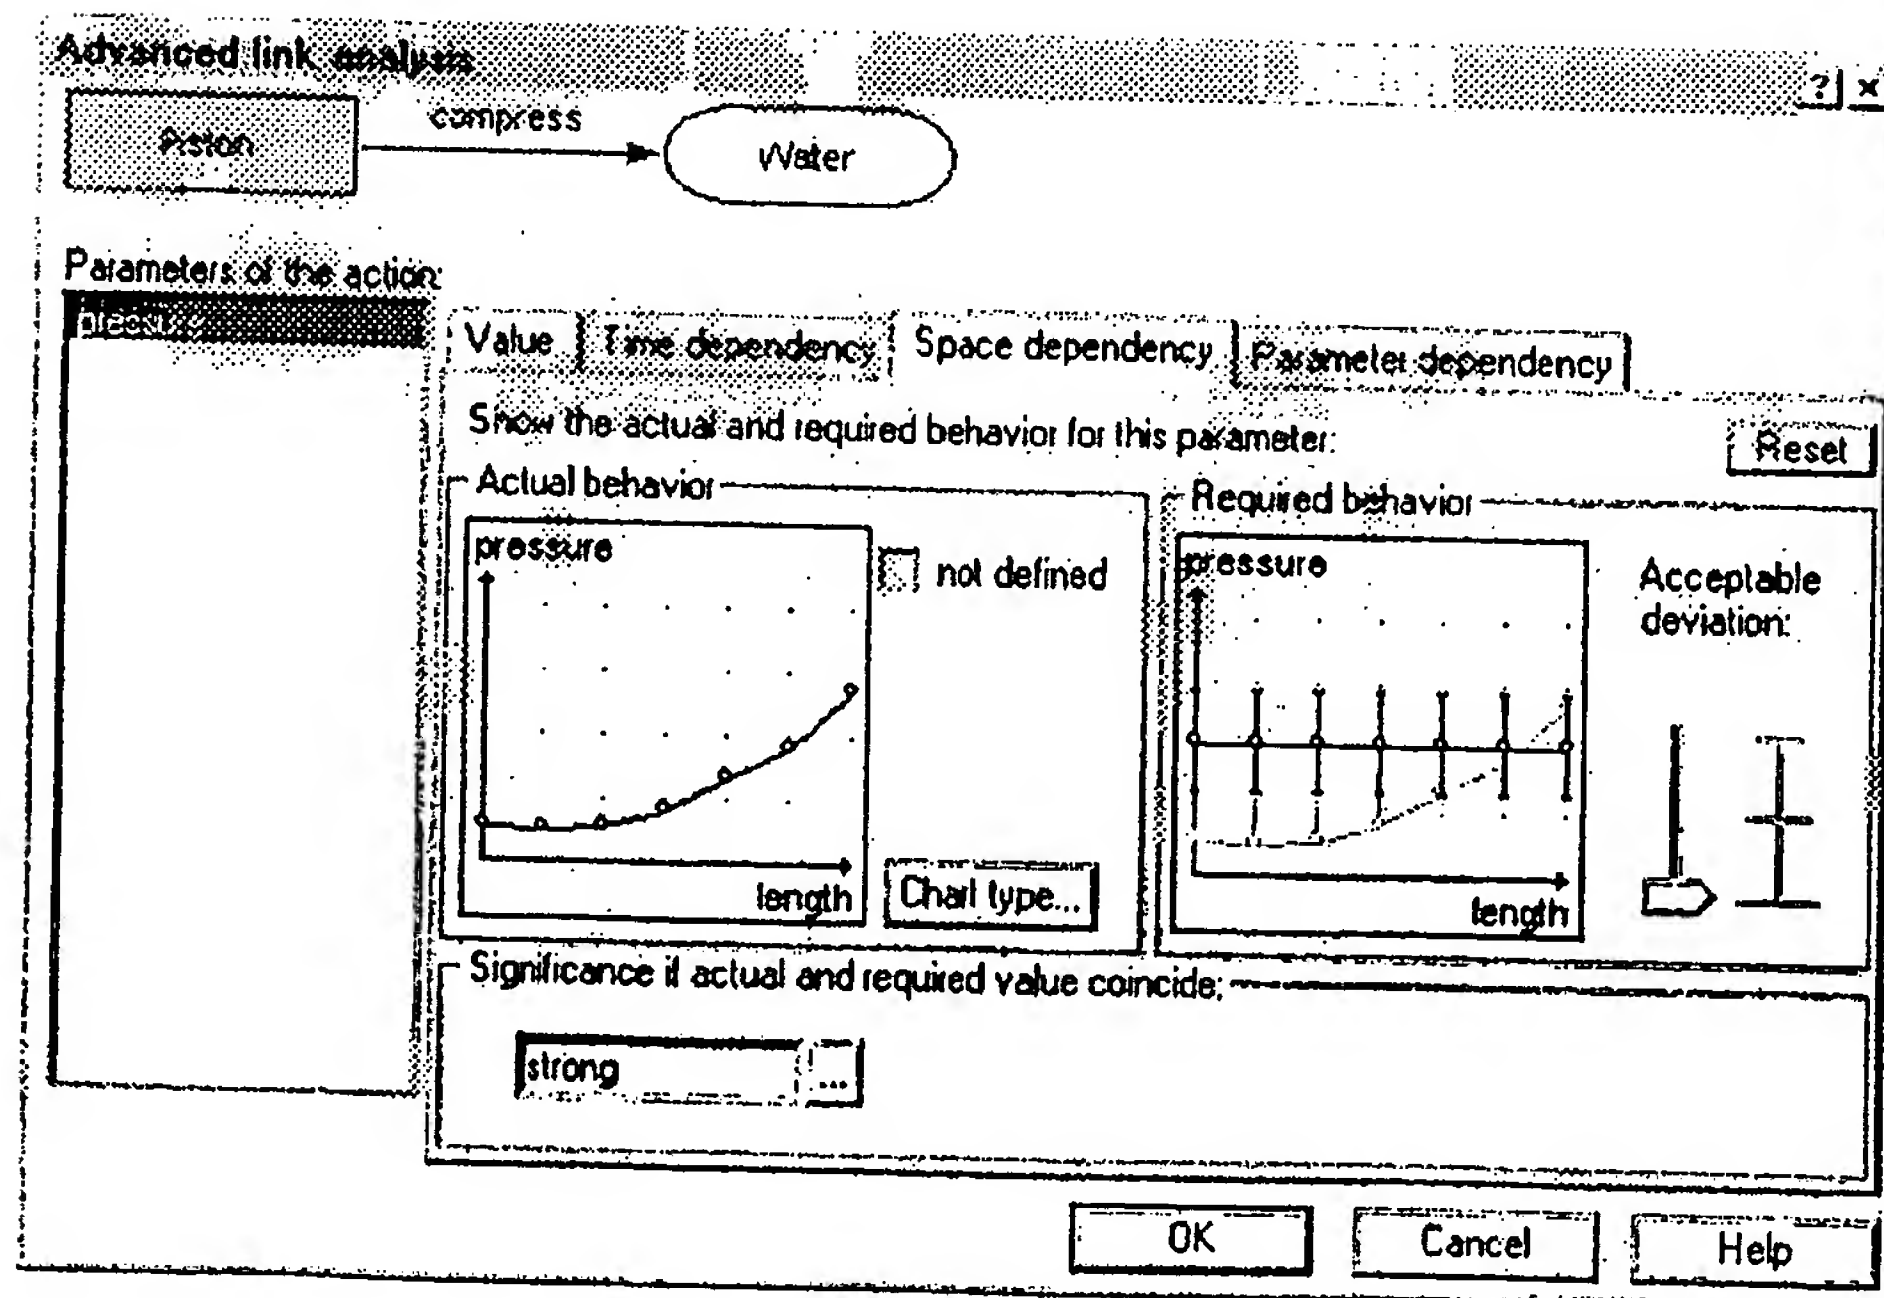 Advanced link analysis
? ×
Piston
compress
Water
Parameters of the action:
pressure
Value
Time dependency
Space dependency
Parameter dependency
Show the actual and required behavior for this parameter:
Reset
Actual behavior
pressure
length
not defined
Chart type...
Required behavior
pressure
length
Acceptable
deviation:
Significance if actual and required value coincide:
strong
...
OK
Cancel
Help